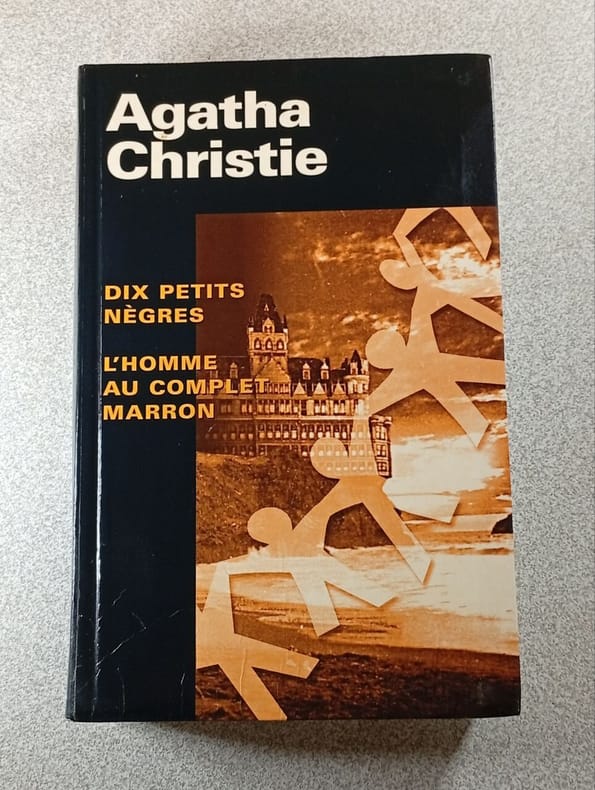 Agatha
Christie
DIX PETITS
NÈGRES
L'HOMME
AU COMPLET
MARRON